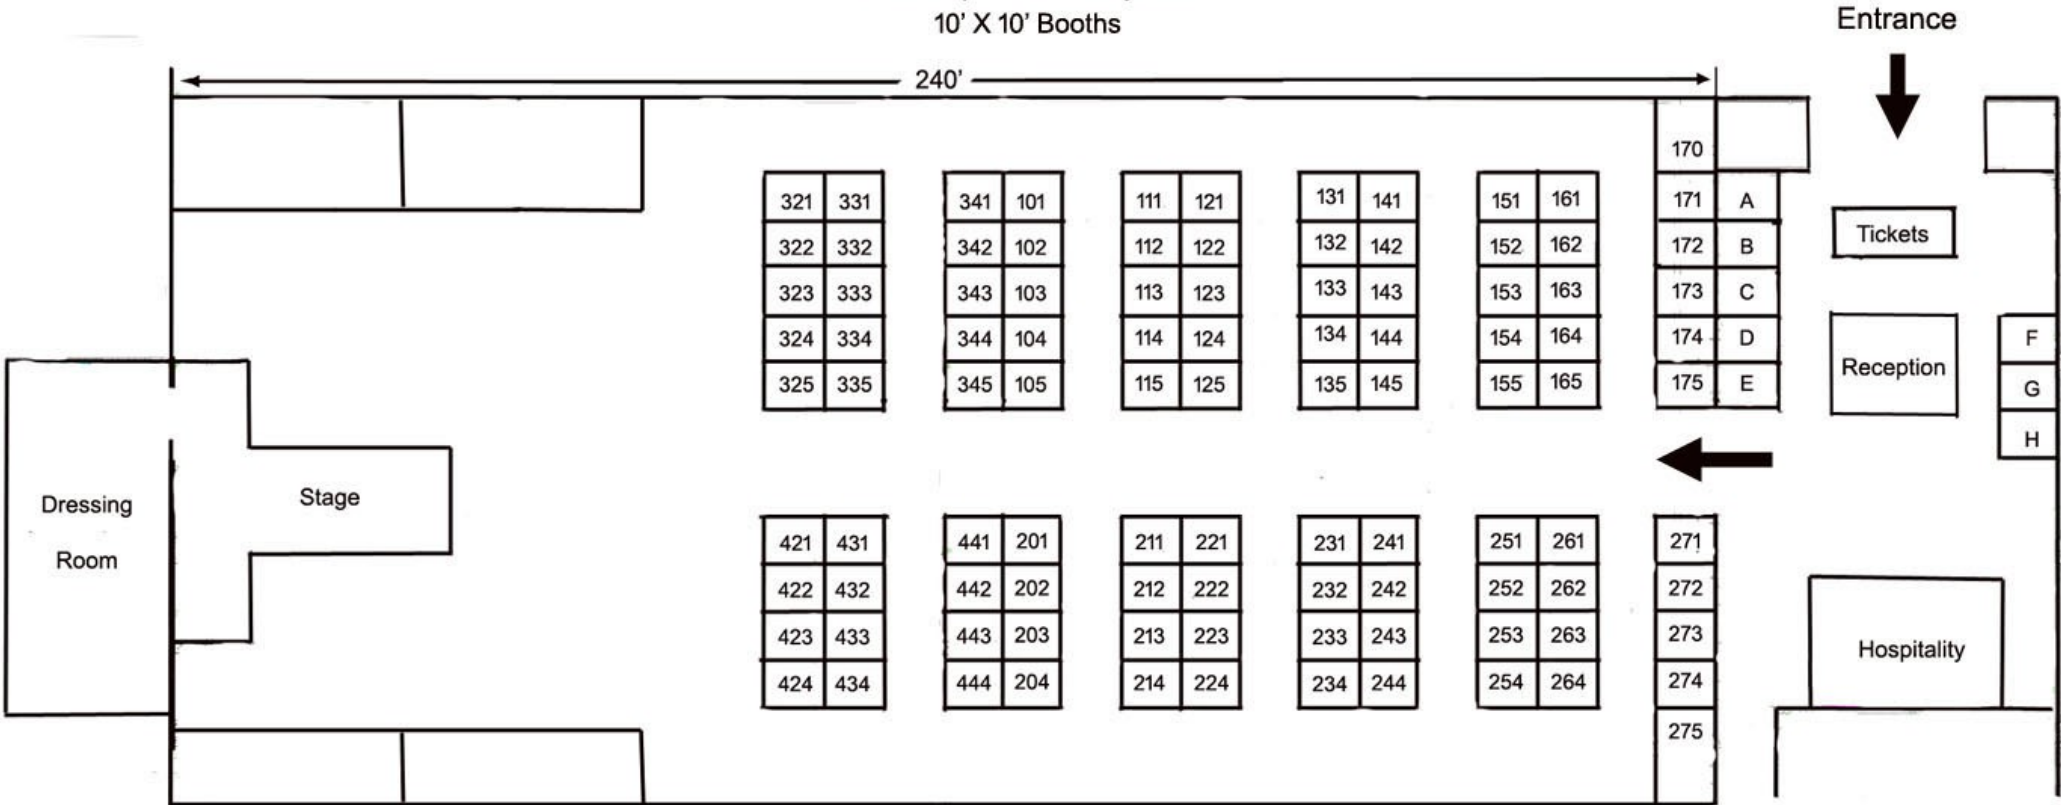 10' X 10' Booths
Entrance
240'
170
321 331 341 101 111 121 131 141 151 161 171 A
Tickets
322 332 342 102 112 122 132 142 152 162 172 B
323 333 343 103 113 123 133 143 153 163 173 C
324 334 344 104 114 124 134 144 154 164 174 D F
Reception
325 335 345 105 115 125 135 145 155 165 175 E G
H
Dressing
Room
Stage
421 431 441 201 211 221 231 241 251 261 271
422 432 442 202 212 222 232 242 252 262 272
423 433 443 203 213 223 233 243 253 263 273
Hospitality
424 434 444 204 214 224 234 244 254 264 274
275